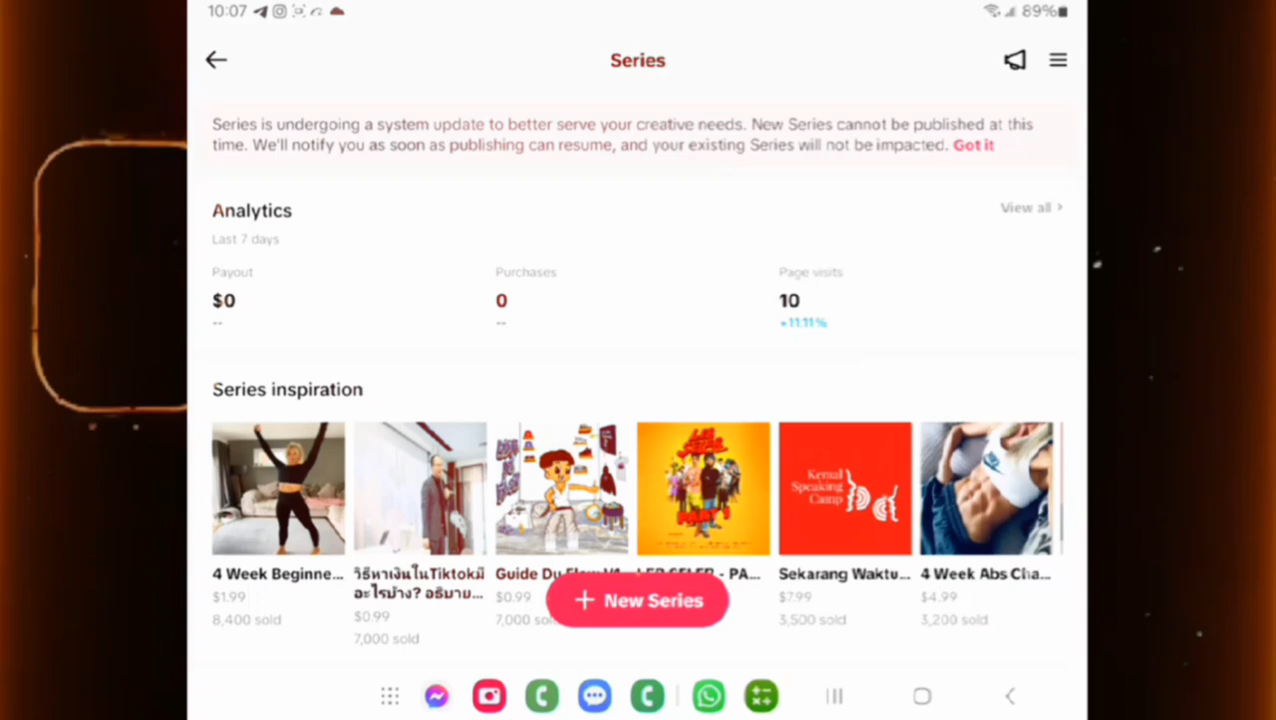 10:07
89%
Series
Series is undergoing a system update to better serve your creative needs. New Series cannot be published at this
time. We'll notify you as soon as publishing can resume, and your existing Series will not be impacted. Got it
Analytics
View all >
Last 7 days
Payout
Purchases
Page visits
$0
0
10
--
--
+11.11%
Series inspiration
Kemal
Speaking
Camp
PART 1
4 Week Beginne...
$1.99
8,400 sold
วิธีหาเงินในTiktokมี
อะไรบ้าง? อธิบาย...
$0.99
7,000 sold
Guide Du
$0.99
7,000
PA...
Sekarang Waktu...
$7.99
3,500 sold
4 Week Abs Cha...
$4.99
3,200 sold
+ New Series